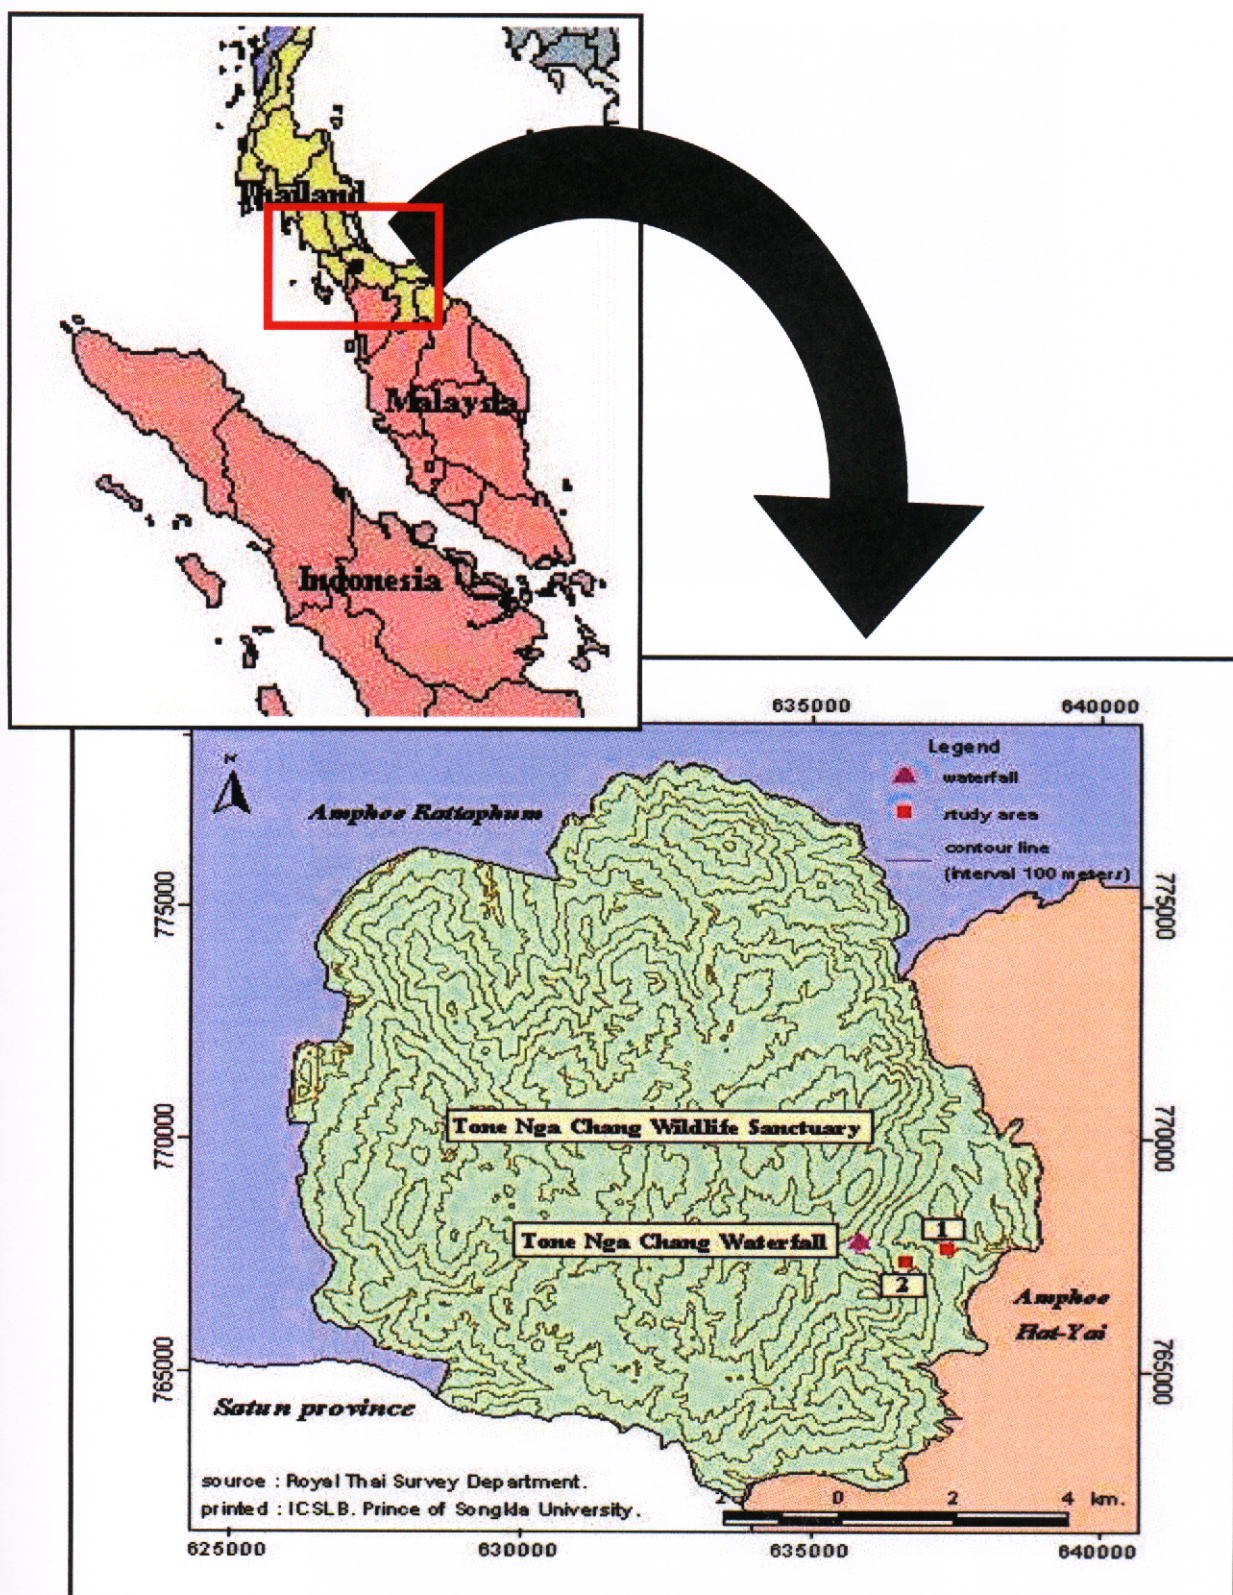 Thailand
Malaysia
Indonesia
635000
640000
N
Legend
waterfall
study area
contour line
(interval 100 meters)
Amphoe Rattaphum
775000
775000
Tone Nga Chang Wildlife Sanctuary
770000
770000
1
Tone Nga Chang Waterfall
2
Amphoe
Hat-Yai
765000
765000
Satun province
source : Royal Thai Survey Department.
printed : ICSLB. Prince of Songkla University.
2 0 2 4 km.
625000
630000
635000
640000